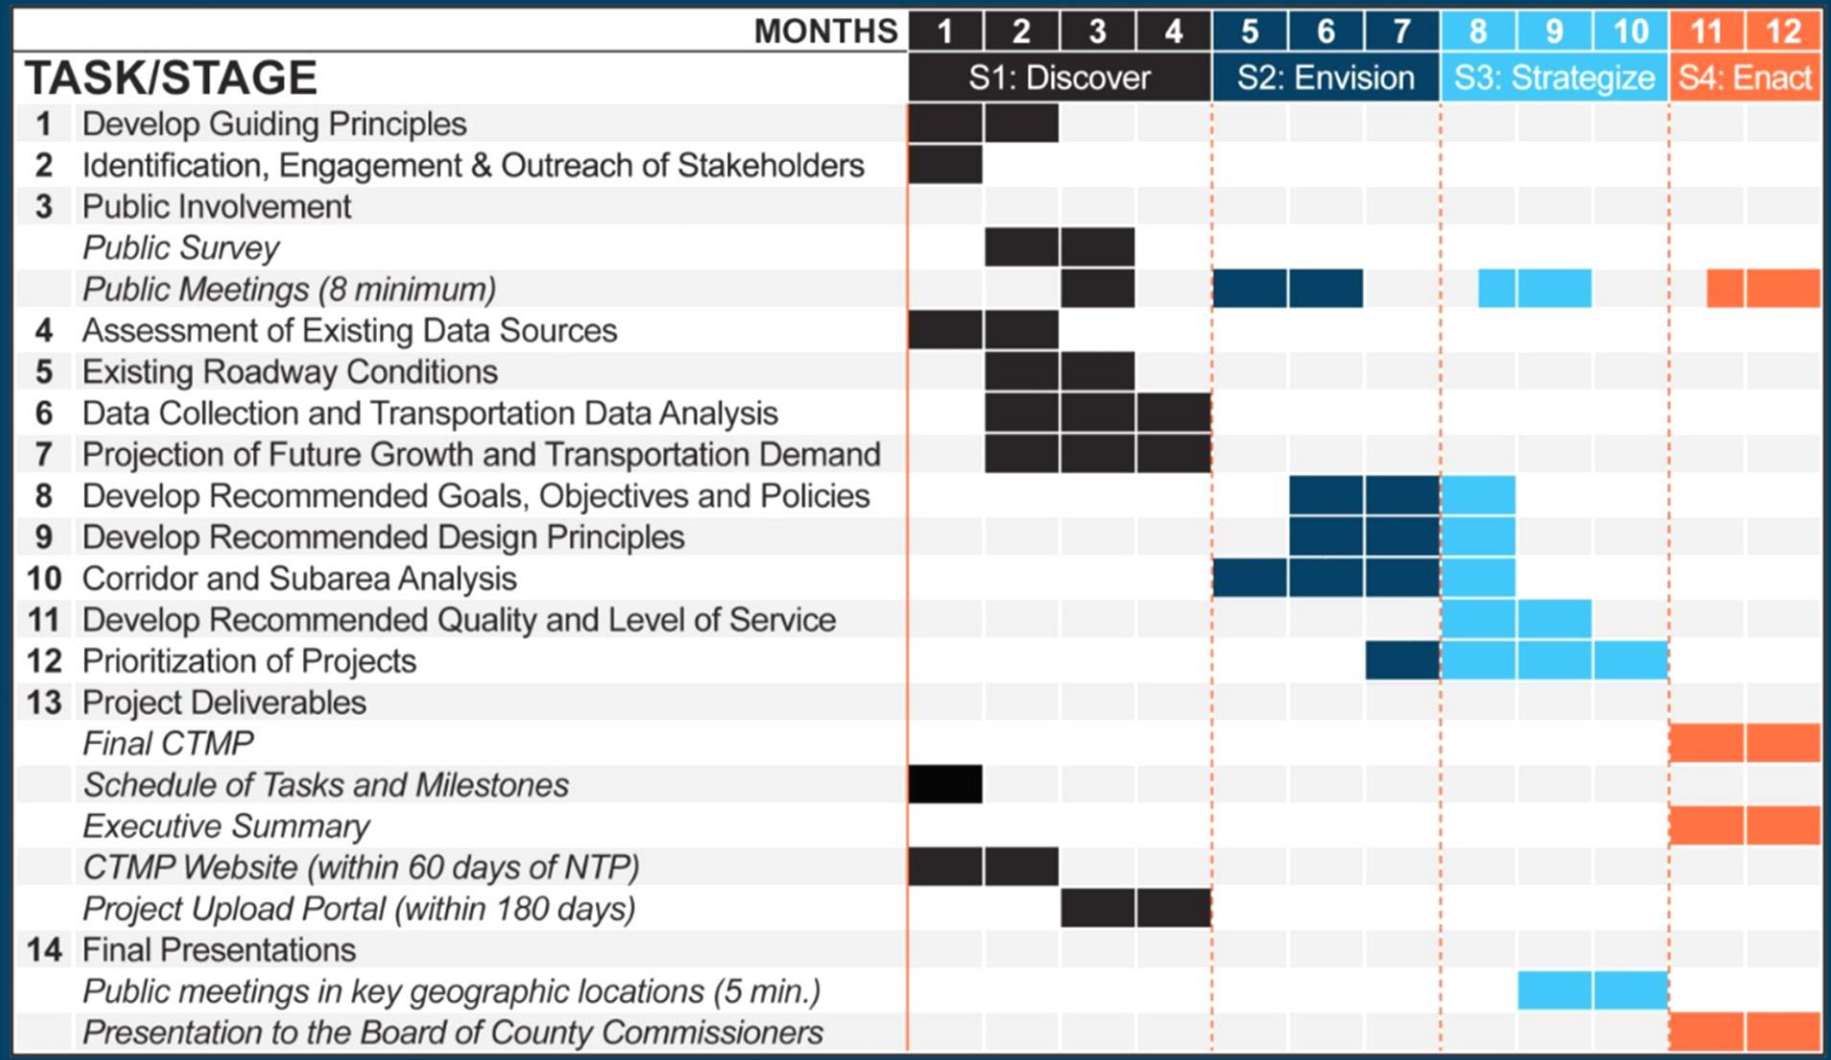 MONTHS 1 2 3 4 5 6 7 8 9 10 11 12
TASK/STAGE S1: Discover S2: Envision S3: Strategize S4: Enact
1 Develop Guiding Principles
2 Identification, Engagement & Outreach of Stakeholders
3 Public Involvement
Public Survey
Public Meetings (8 minimum)
4 Assessment of Existing Data Sources
5 Existing Roadway Conditions
6 Data Collection and Transportation Data Analysis
7 Projection of Future Growth and Transportation Demand
8 Develop Recommended Goals, Objectives and Policies
9 Develop Recommended Design Principles
10 Corridor and Subarea Analysis
11 Develop Recommended Quality and Level of Service
12 Prioritization of Projects
13 Project Deliverables
Final CTMP
Schedule of Tasks and Milestones
Executive Summary
CTMP Website (within 60 days of NTP)
Project Upload Portal (within 180 days)
14 Final Presentations
Public meetings in key geographic locations (5 min.)
Presentation to the Board of County Commissioners